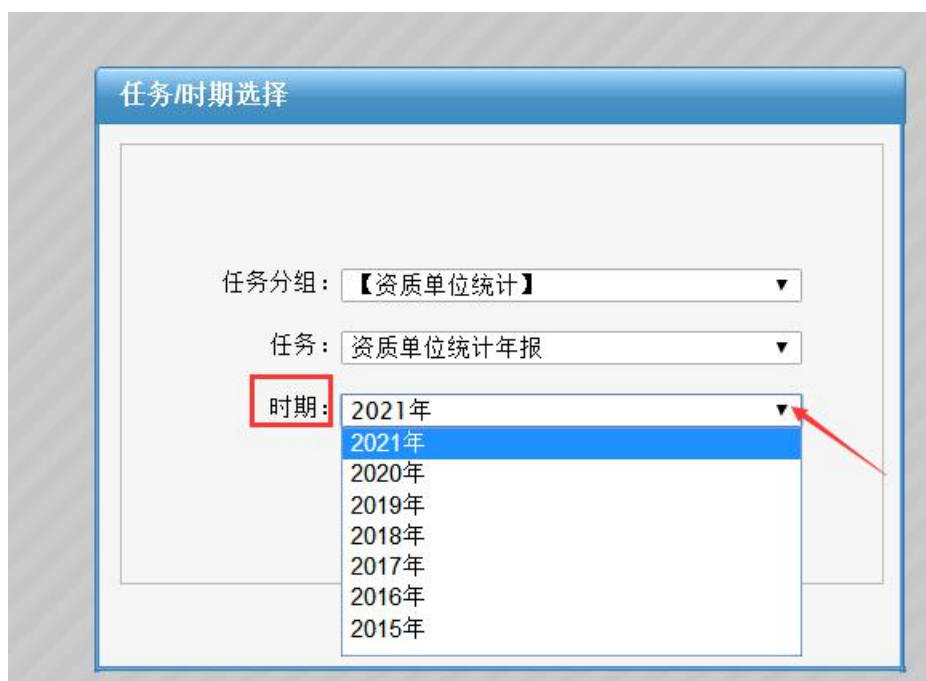 任务/时期选择
任务分组： 【资质单位统计】
任务： 资质单位统计年报
时期： 2021年
2021年
2020年
2019年
2018年
2017年
2016年
2015年